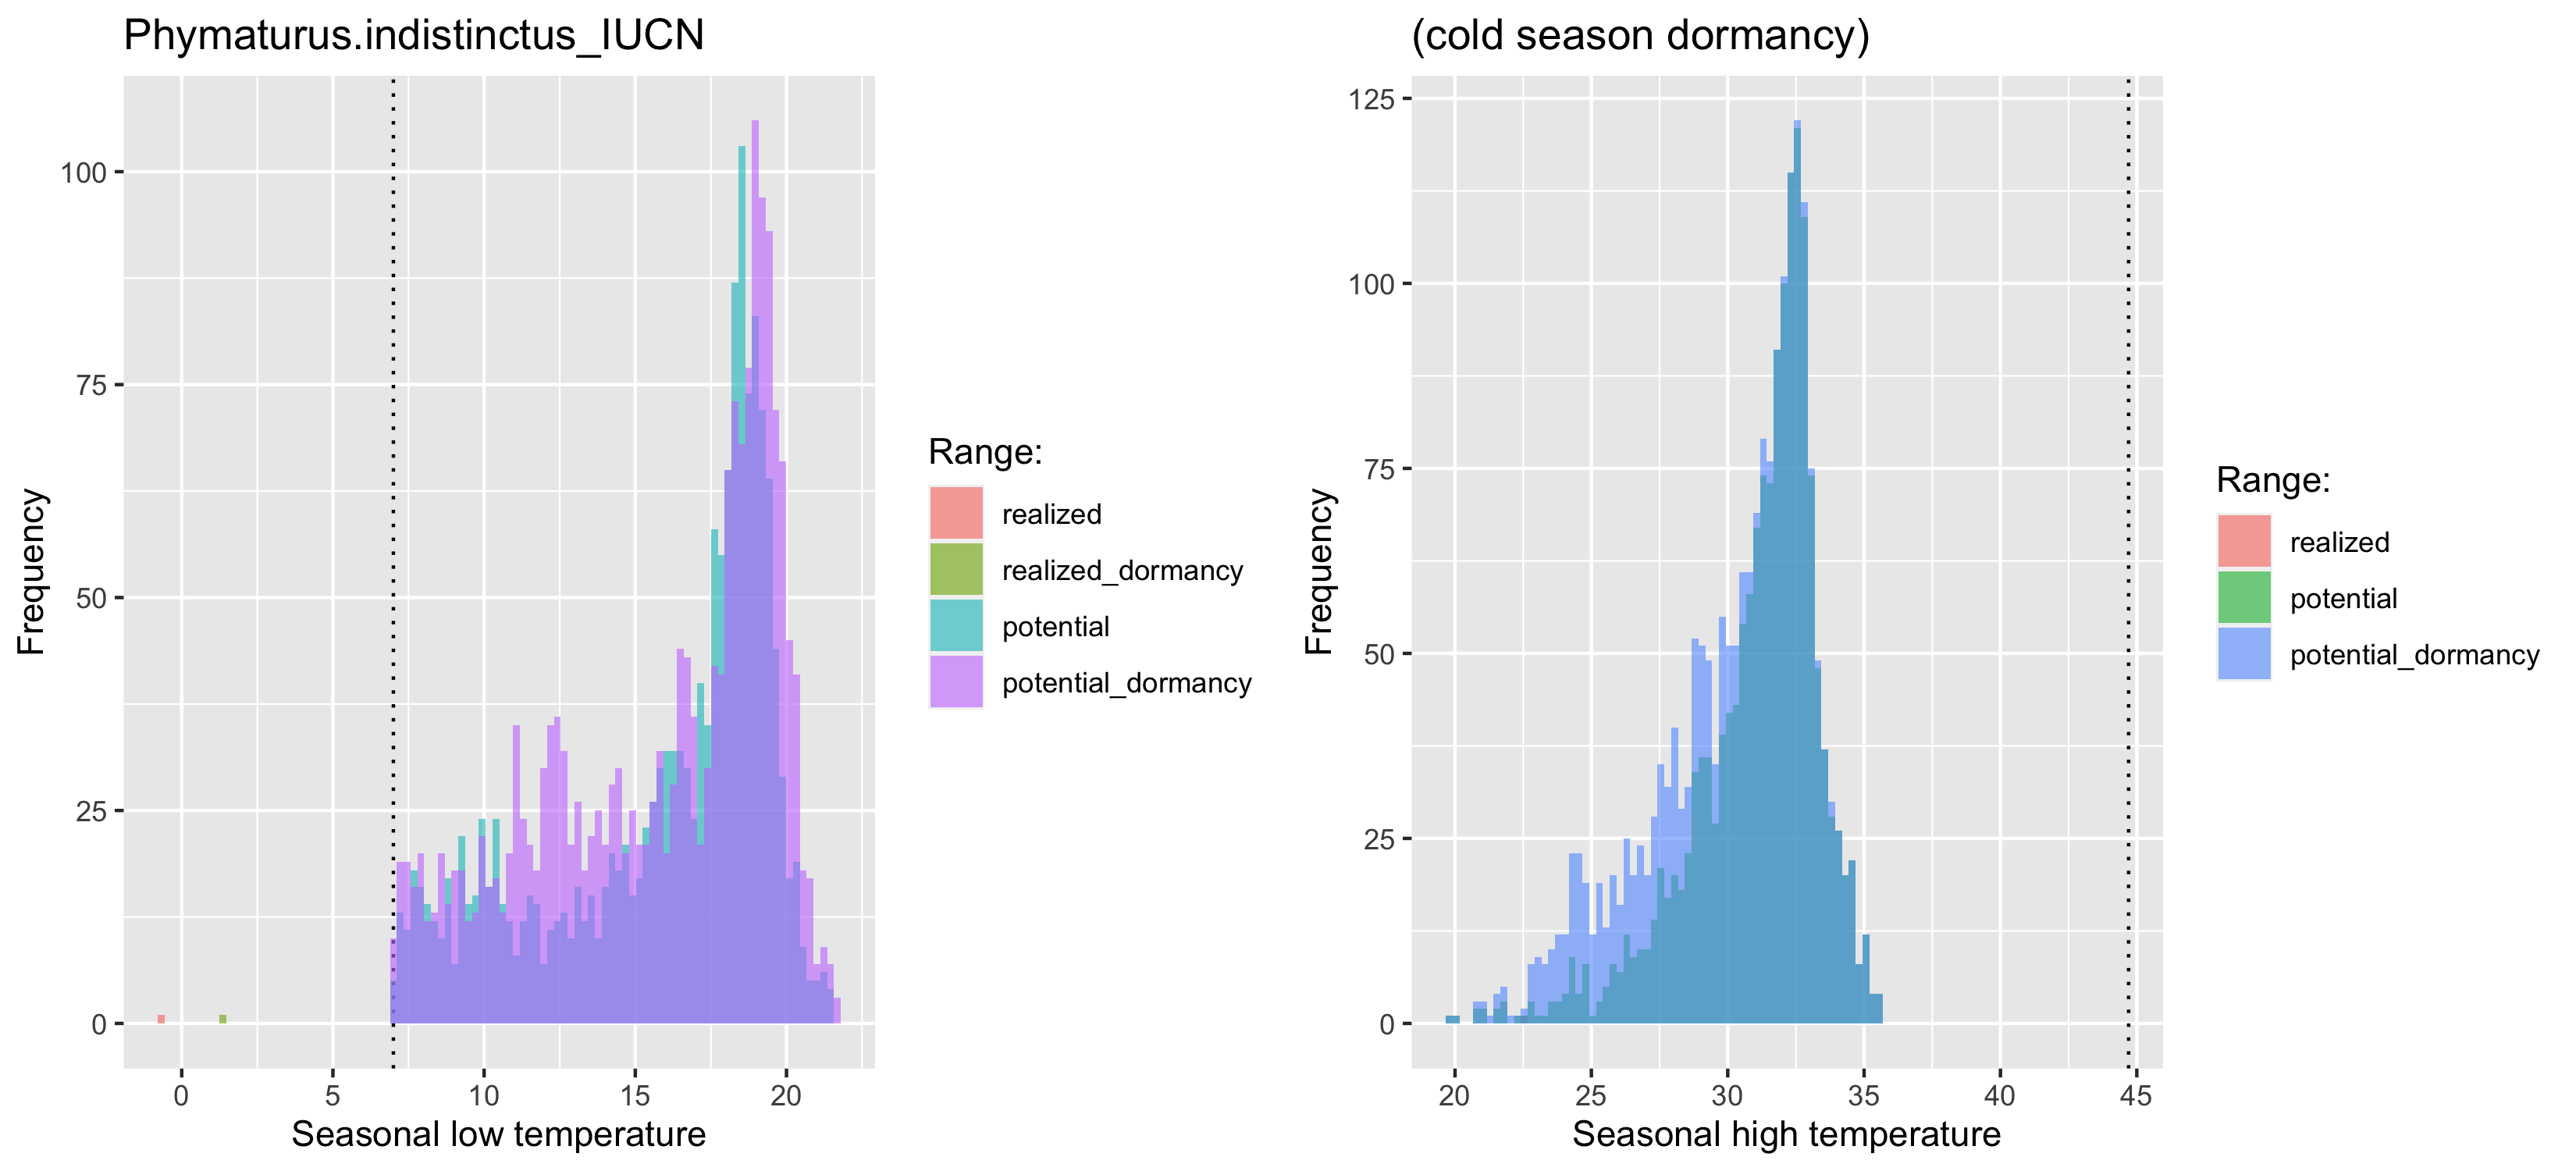 Phymaturus.indistinctus_IUCN
100
75
50
25
0
Frequency
0 5 10 15 20
Seasonal low temperature
Range:
realized
realized_dormancy
potential
potential_dormancy
(cold season dormancy)
125
100
75
50
25
0
Frequency
20 25 30 35 40 45
Seasonal high temperature
Range:
realized
potential
potential_dormancy